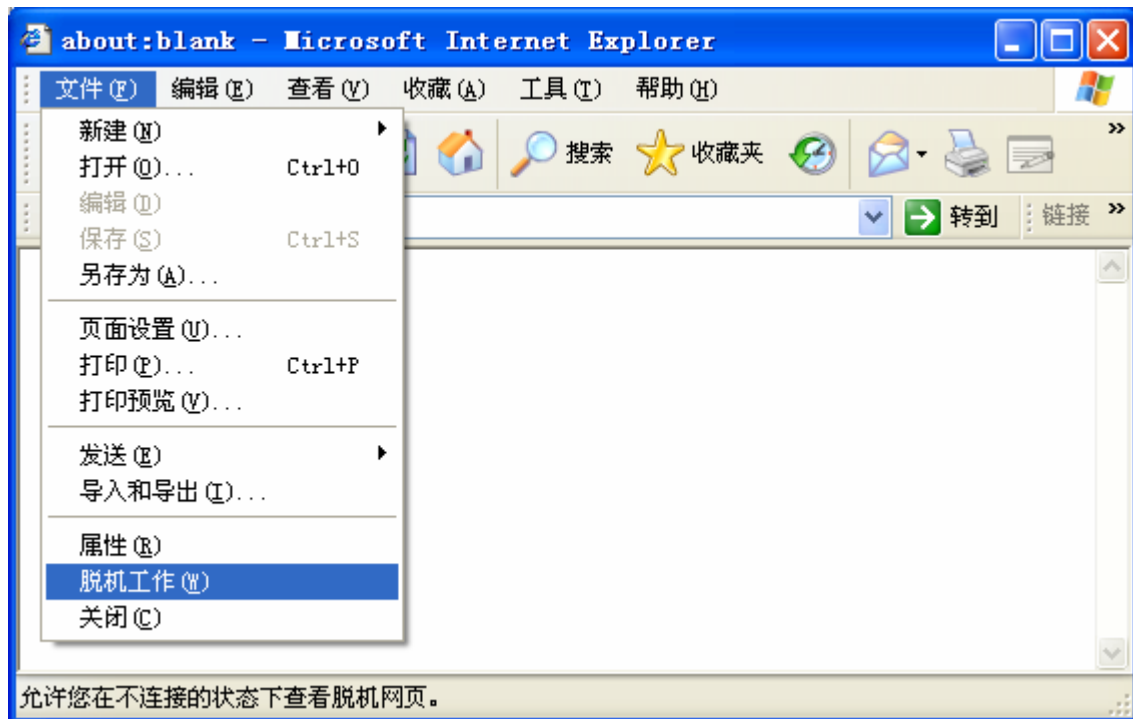 about:blank - Microsoft Internet Explorer
文件(F) 编辑(E) 查看(V) 收藏(A) 工具(T) 帮助(H)
新建(N)
搜索 收藏夹
打开(O)... Ctrl+O
编辑(D)
转到 链接
保存(S) Ctrl+S
另存为(A)...
页面设置(U)...
打印(P)... Ctrl+P
打印预览(V)...
发送(E)
导入和导出(I)...
属性(R)
脱机工作(W)
关闭(C)
允许您在不连接的状态下查看脱机网页。